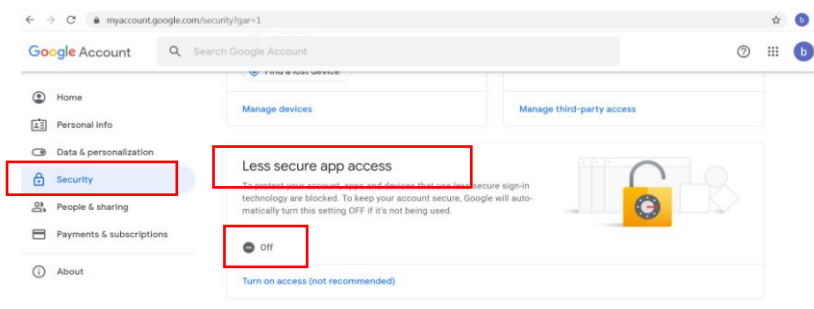 myaccount.google.com/security?gar=1
b
Google Account
Search Google Account
b
Find a lost device
Home
Manage devices
Manage third-party access
Personal info
Data & personalization
Less secure app access
Security
To protect your account, apps and devices that use less secure sign-in
technology are blocked. To keep your account secure, Google will auto-
matically turn this setting OFF if it's not being used.
People & sharing
Payments & subscriptions
Off
About
Turn on access (not recommended)